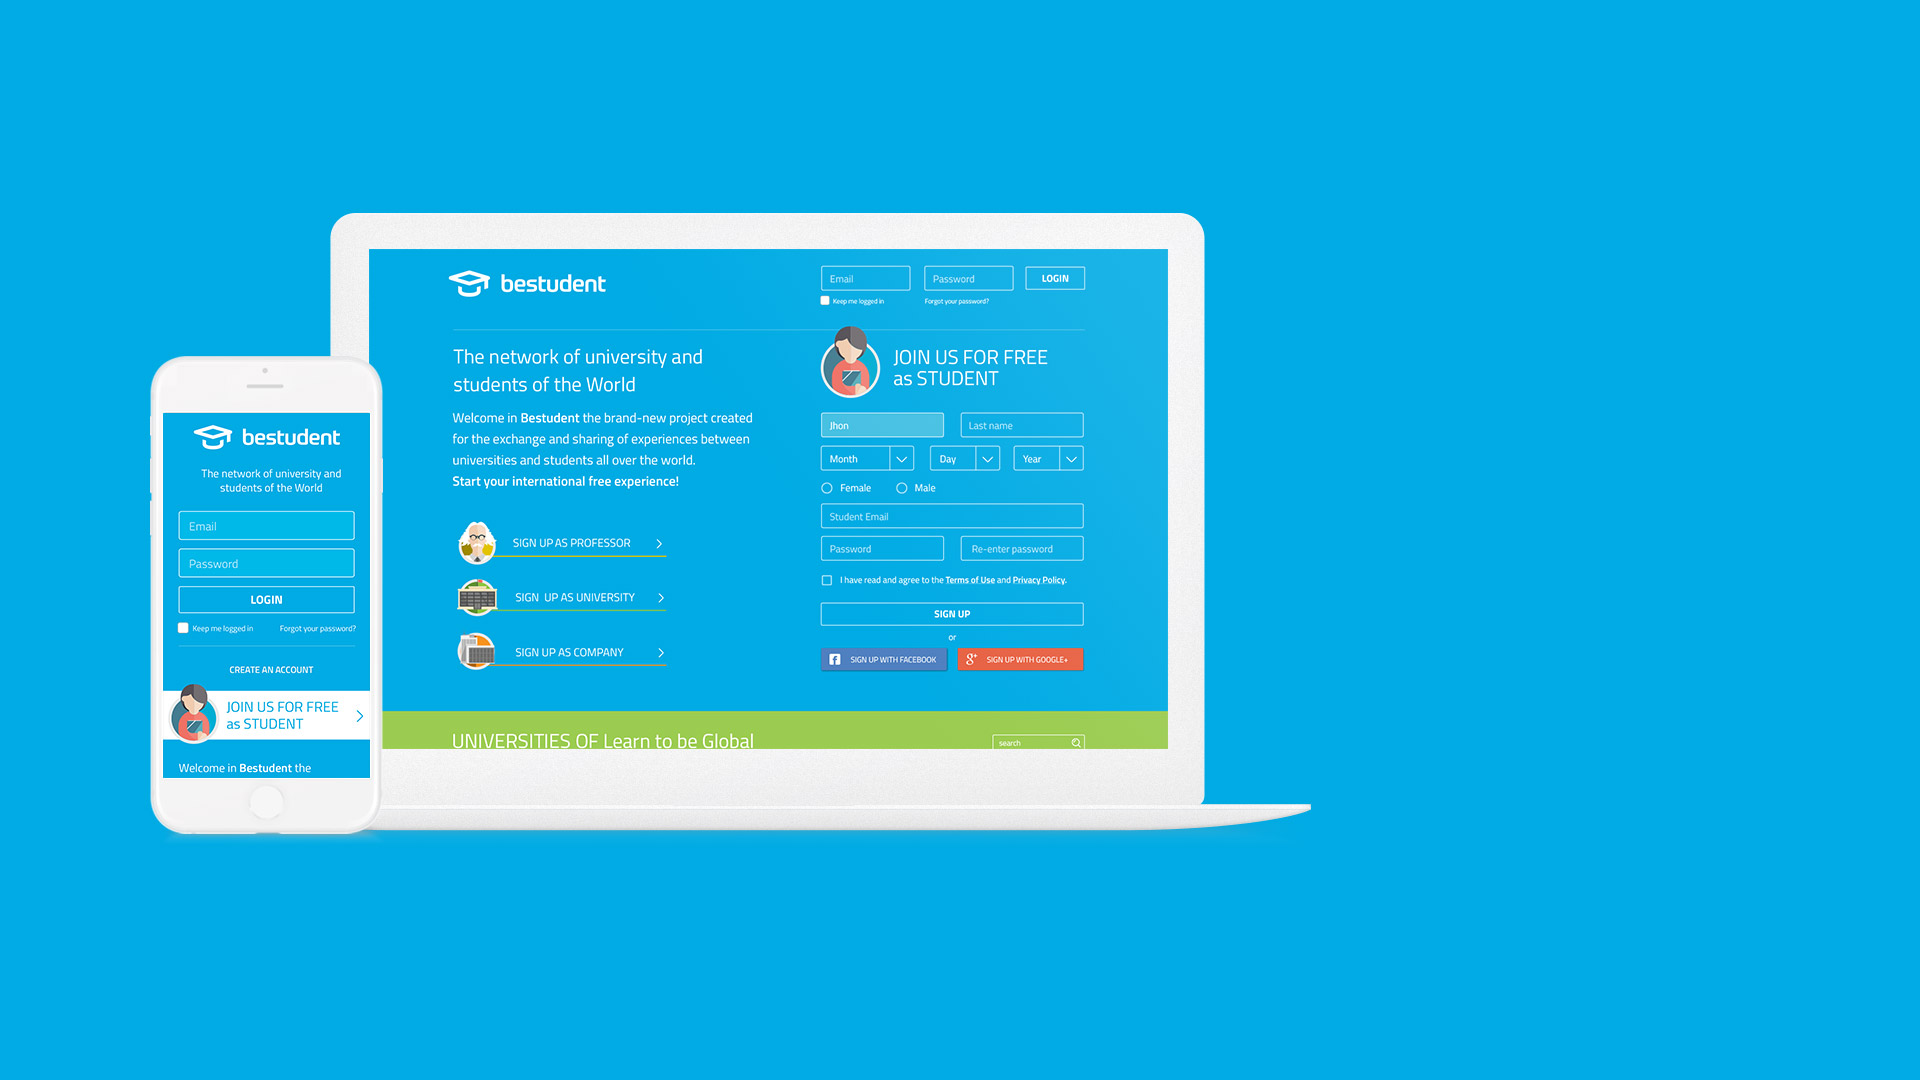 bestudent
Email
Password
LOGIN
Keep me logged in
Forgot your password?
The network of university and
students of the World
Welcome in Bestudent the brand-new project created
for the exchange and sharing of experiences between
universities and students all over the world.
Start your international free experience!
SIGN UP AS PROFESSOR
SIGN UP AS UNIVERSITY
SIGN UP AS COMPANY
JOIN US FOR FREE
as STUDENT
Jhon
Last name
Month
Day
Year
Female
Male
Student Email
Password
Re-enter password
I have read and agree to the Terms of Use and Privacy Policy.
SIGN UP
or
SIGN UP WITH FACEBOOK
SIGN UP WITH GOOGLE+
UNIVERSITIES OF Learn to be Global
search
bestudent
The network of university and
students of the World
Email
Password
LOGIN
Keep me logged in
Forgot your password?
CREATE AN ACCOUNT
JOIN US FOR FREE
as STUDENT
Welcome in Bestudent the